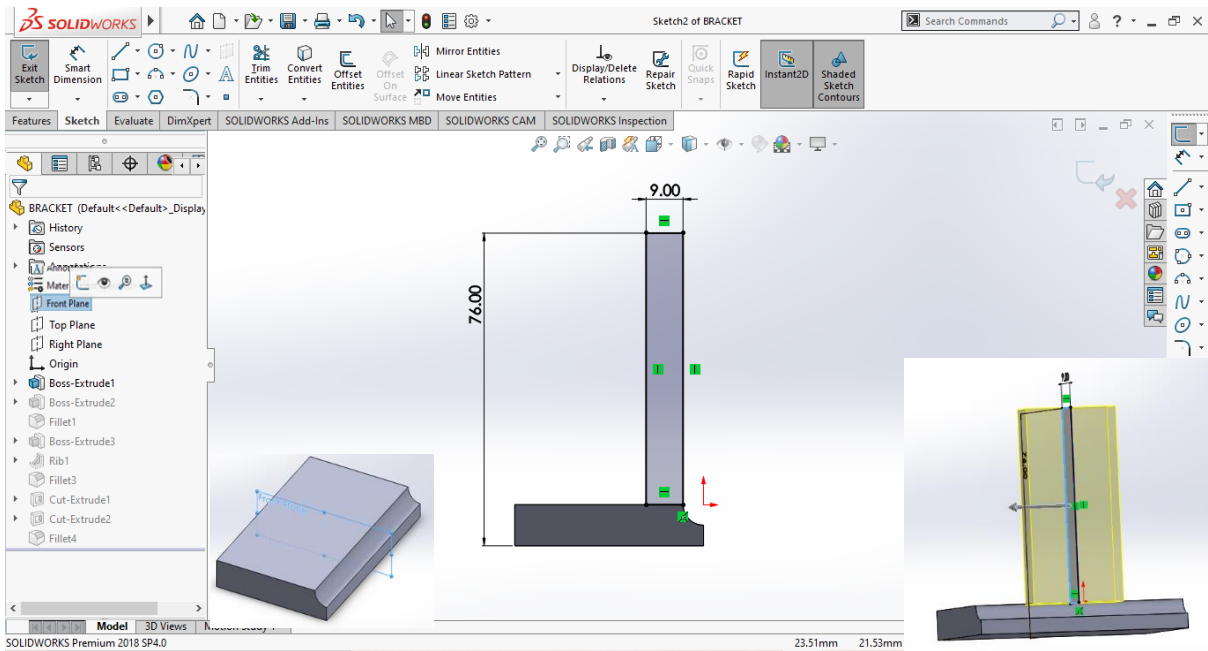 SOLIDWORKS
Sketch2 of BRACKET
Search Commands
?
Exit Sketch
Smart Dimension
Trim Entities
Convert Entities
Offset Entities
Offset On Surface
Mirror Entities
Linear Sketch Pattern
Move Entities
Display/Delete Relations
Repair Sketch
Quick Snaps
Rapid Sketch
Instant2D
Shaded Sketch Contours
Features Sketch Evaluate DimXpert SOLIDWORKS Add-Ins SOLIDWORKS MBD SOLIDWORKS CAM SOLIDWORKS Inspection
BRACKET (Default<<Default>_Display
History
Sensors
Annotations
Mater
Front Plane
Top Plane
Right Plane
Origin
Boss-Extrude1
Boss-Extrude2
Fillet1
Boss-Extrude3
Rib1
Fillet3
Cut-Extrude1
Cut-Extrude2
Fillet4
9.00
76.00
Model 3D Views
SOLIDWORKS Premium 2018 SP4.0
23.51mm 21.53mm